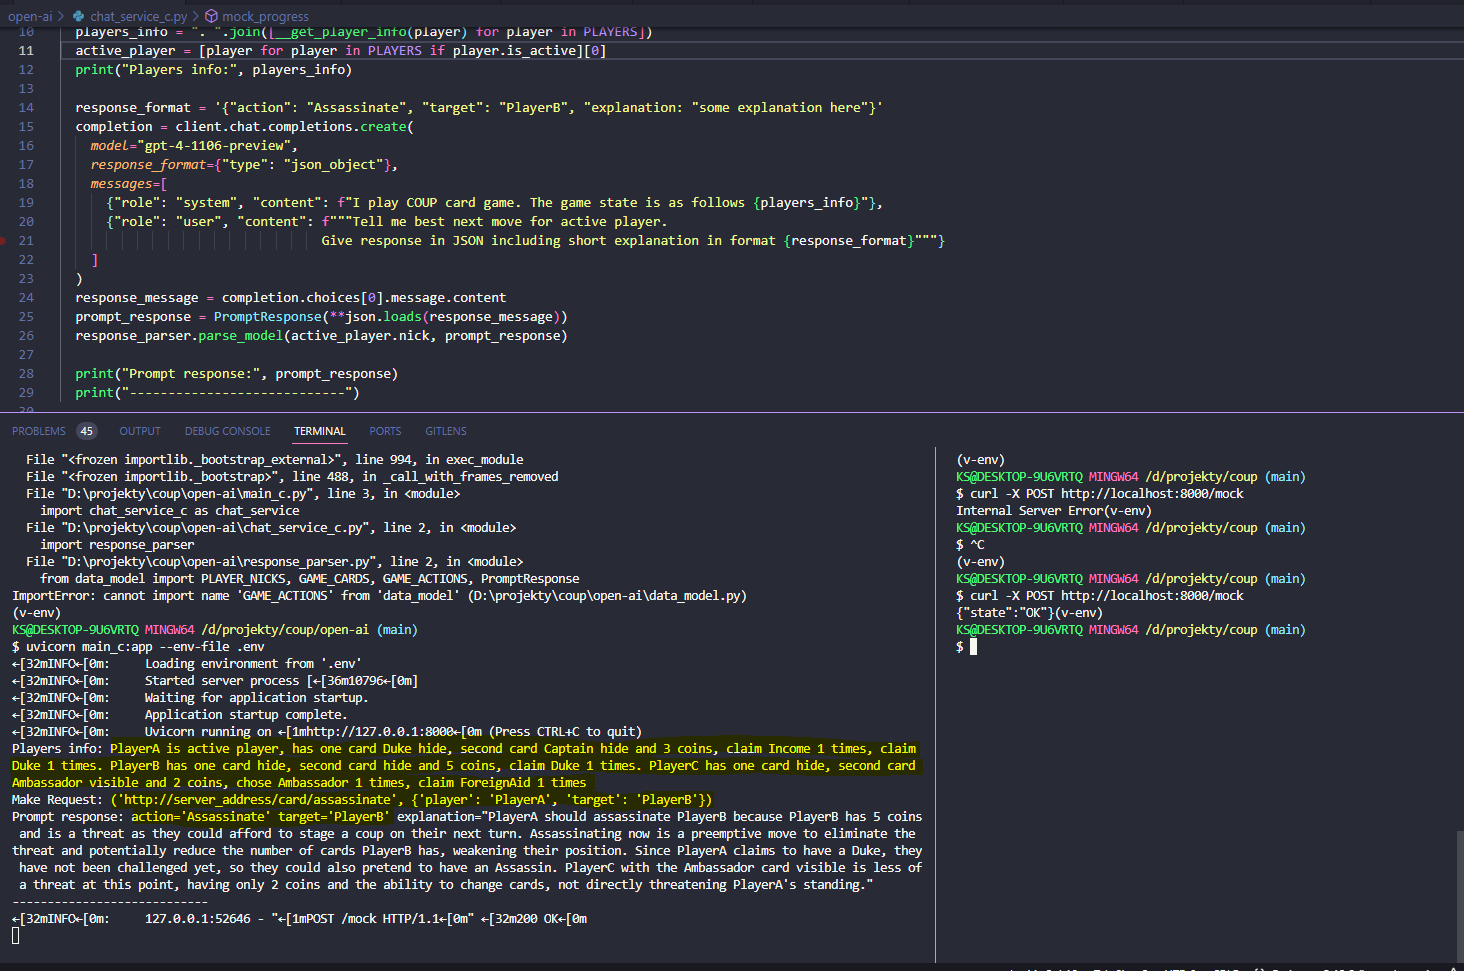 open-ai > chat_service_c.py > mock_progress
10 players_info = ". ".join([__get_player_info(player) for player in PLAYERS])
11 active_player = [player for player in PLAYERS if player.is_active][0]
12 print("Players info:", players_info)
13
14 response_format = '{"action": "Assassinate", "target": "PlayerB", "explanation: "some explanation here"}'
15 completion = client.chat.completions.create(
16 model="gpt-4-1106-preview",
17 response_format={"type": "json_object"},
18 messages=[
19 {"role": "system", "content": f"I play COUP card game. The game state is as follows {players_info}"},
20 {"role": "user", "content": f"""Tell me best next move for active player.
21 Give response in JSON including short explanation in format {response_format}"""}
22 ]
23 )
24 response_message = completion.choices[0].message.content
25 prompt_response = PromptResponse(**json.loads(response_message))
26 response_parser.parse_model(active_player.nick, prompt_response)
27
28 print("Prompt response:", prompt_response)
29 print("---------------------------")
30
PROBLEMS 45 OUTPUT DEBUG CONSOLE TERMINAL PORTS GITLENS
File "<frozen importlib._bootstrap_external>", line 994, in exec_module
File "<frozen importlib._bootstrap>", line 488, in _call_with_frames_removed
File "D:\projekty\coup\open-ai\main_c.py", line 3, in <module>
import chat_service_c as chat_service
File "D:\projekty\coup\open-ai\chat_service_c.py", line 2, in <module>
import response_parser
File "D:\projekty\coup\open-ai\response_parser.py", line 2, in <module>
from data_model import PLAYER_NICKS, GAME_CARDS, GAME_ACTIONS, PromptResponse
ImportError: cannot import name 'GAME_ACTIONS' from 'data_model' (D:\projekty\coup\open-ai\data_model.py)
(v-env)
KS@DESKTOP-9U6VRTQ MINGW64 /d/projekty/coup/open-ai (main)
$ uvicorn main_c:app --env-file .env
←[32mINFO←[0m: Loading environment from '.env'
←[32mINFO←[0m: Started server process [←[36m10796←[0m]
←[32mINFO←[0m: Waiting for application startup.
←[32mINFO←[0m: Application startup complete.
←[32mINFO←[0m: Uvicorn running on ←[1mhttp://127.0.0.1:8000←[0m (Press CTRL+C to quit)
Players info: PlayerA is active player, has one card Duke hide, second card Captain hide and 3 coins, claim Income 1 times, claim
Duke 1 times. PlayerB has one card hide, second card hide and 5 coins, claim Duke 1 times. PlayerC has one card hide, second card
Ambassador visible and 2 coins, chose Ambassador 1 times, claim ForeignAid 1 times
Make Request: ('http://server_address/card/assassinate', {'player': 'PlayerA', 'target': 'PlayerB'})
Prompt response: action='Assassinate' target='PlayerB' explanation="PlayerA should assassinate PlayerB because PlayerB has 5 coins
and is a threat as they could afford to stage a coup on their next turn. Assassinating now is a preemptive move to eliminate the
threat and potentially reduce the number of cards PlayerB has, weakening their position. Since PlayerA claims to have a Duke, they
have not been challenged yet, so they could also pretend to have an Assassin. PlayerC with the Ambassador card visible is less of
a threat at this point, having only 2 coins and the ability to change cards, not directly threatening PlayerA's standing."
---------------------------
←[32mINFO←[0m: 127.0.0.1:52646 - "←[1mPOST /mock HTTP/1.1←[0m" ←[32m200 OK←[0m
(v-env)
KS@DESKTOP-9U6VRTQ MINGW64 /d/projekty/coup (main)
$ curl -X POST http://localhost:8000/mock
Internal Server Error(v-env)
KS@DESKTOP-9U6VRTQ MINGW64 /d/projekty/coup (main)
$ ^C
(v-env)
KS@DESKTOP-9U6VRTQ MINGW64 /d/projekty/coup (main)
$ curl -X POST http://localhost:8000/mock
{"state":"OK"}(v-env)
KS@DESKTOP-9U6VRTQ MINGW64 /d/projekty/coup (main)
$